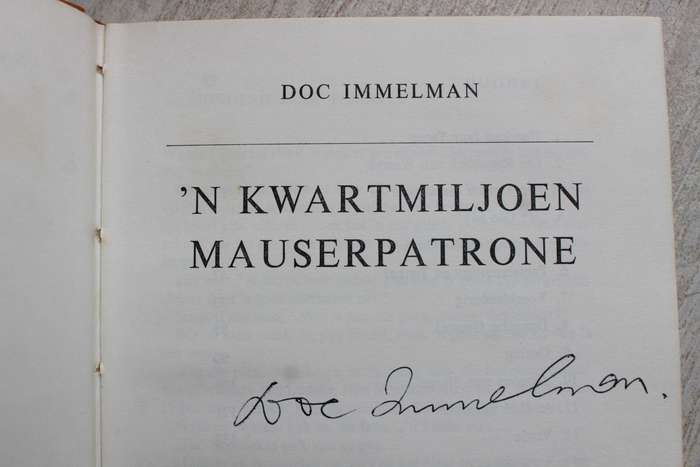 DOC IMMELMAN
'N KWARTMILJOEN
MAUSERPATRONE
Doc Immelman.